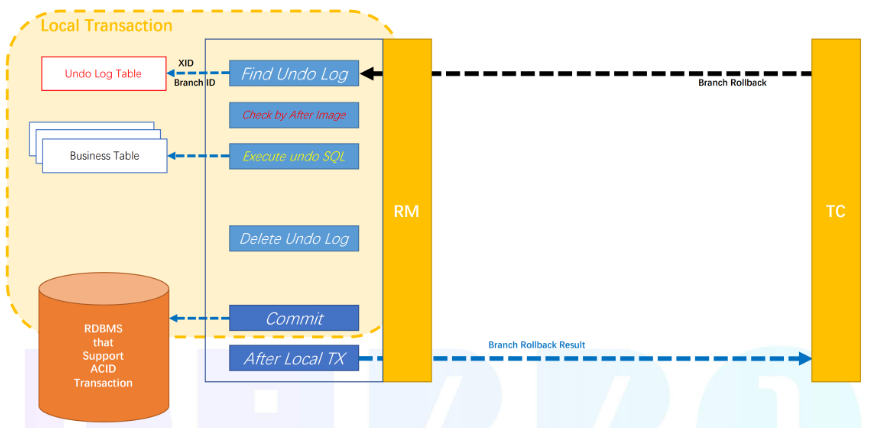 Local Transaction
XID
Undo Log Table
Branch ID
Find Undo Log
Branch Rollback
Check by After Image
Business Table
Execute undo SQL
RM
TC
Delete Undo Log
Commit
RDBMS
that
Support
ACID
Transaction
After Local TX
Branch Rollback Result